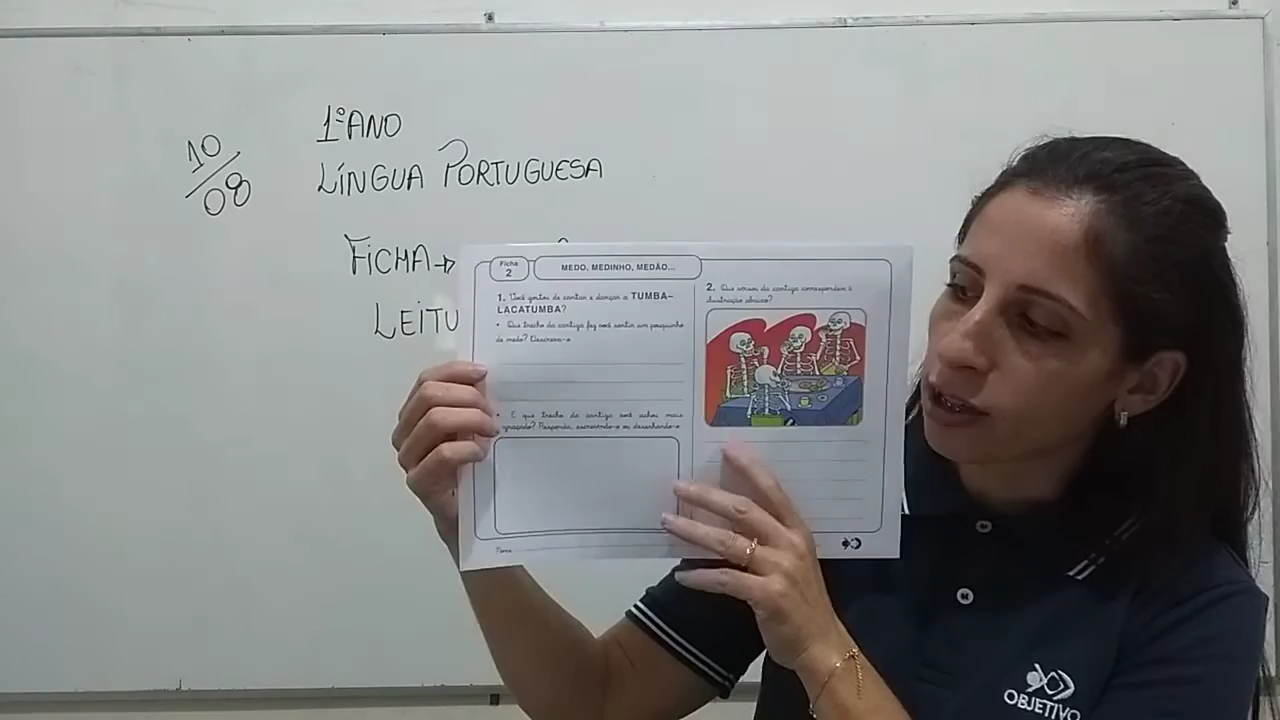 10
08
1º ANO
LÍNGUA PORTUGUESA
FICHA →
LEITU
Ficha
2
MEDO, MEDINHO, MEDÃO...
1. Você gostou de cantar e dançar a TUMBA-
LACATUMBA?
• Que trecho da cantiga fez você sentir um pouquinho
de medo? Descreva-o.
• E que trecho da cantiga você achou mais
engraçado? Responda, escrevendo-o ou desenhando-o.
Nome
2. Que versos da cantiga correspondem à
ilustração abaixo?
OBJETIVO